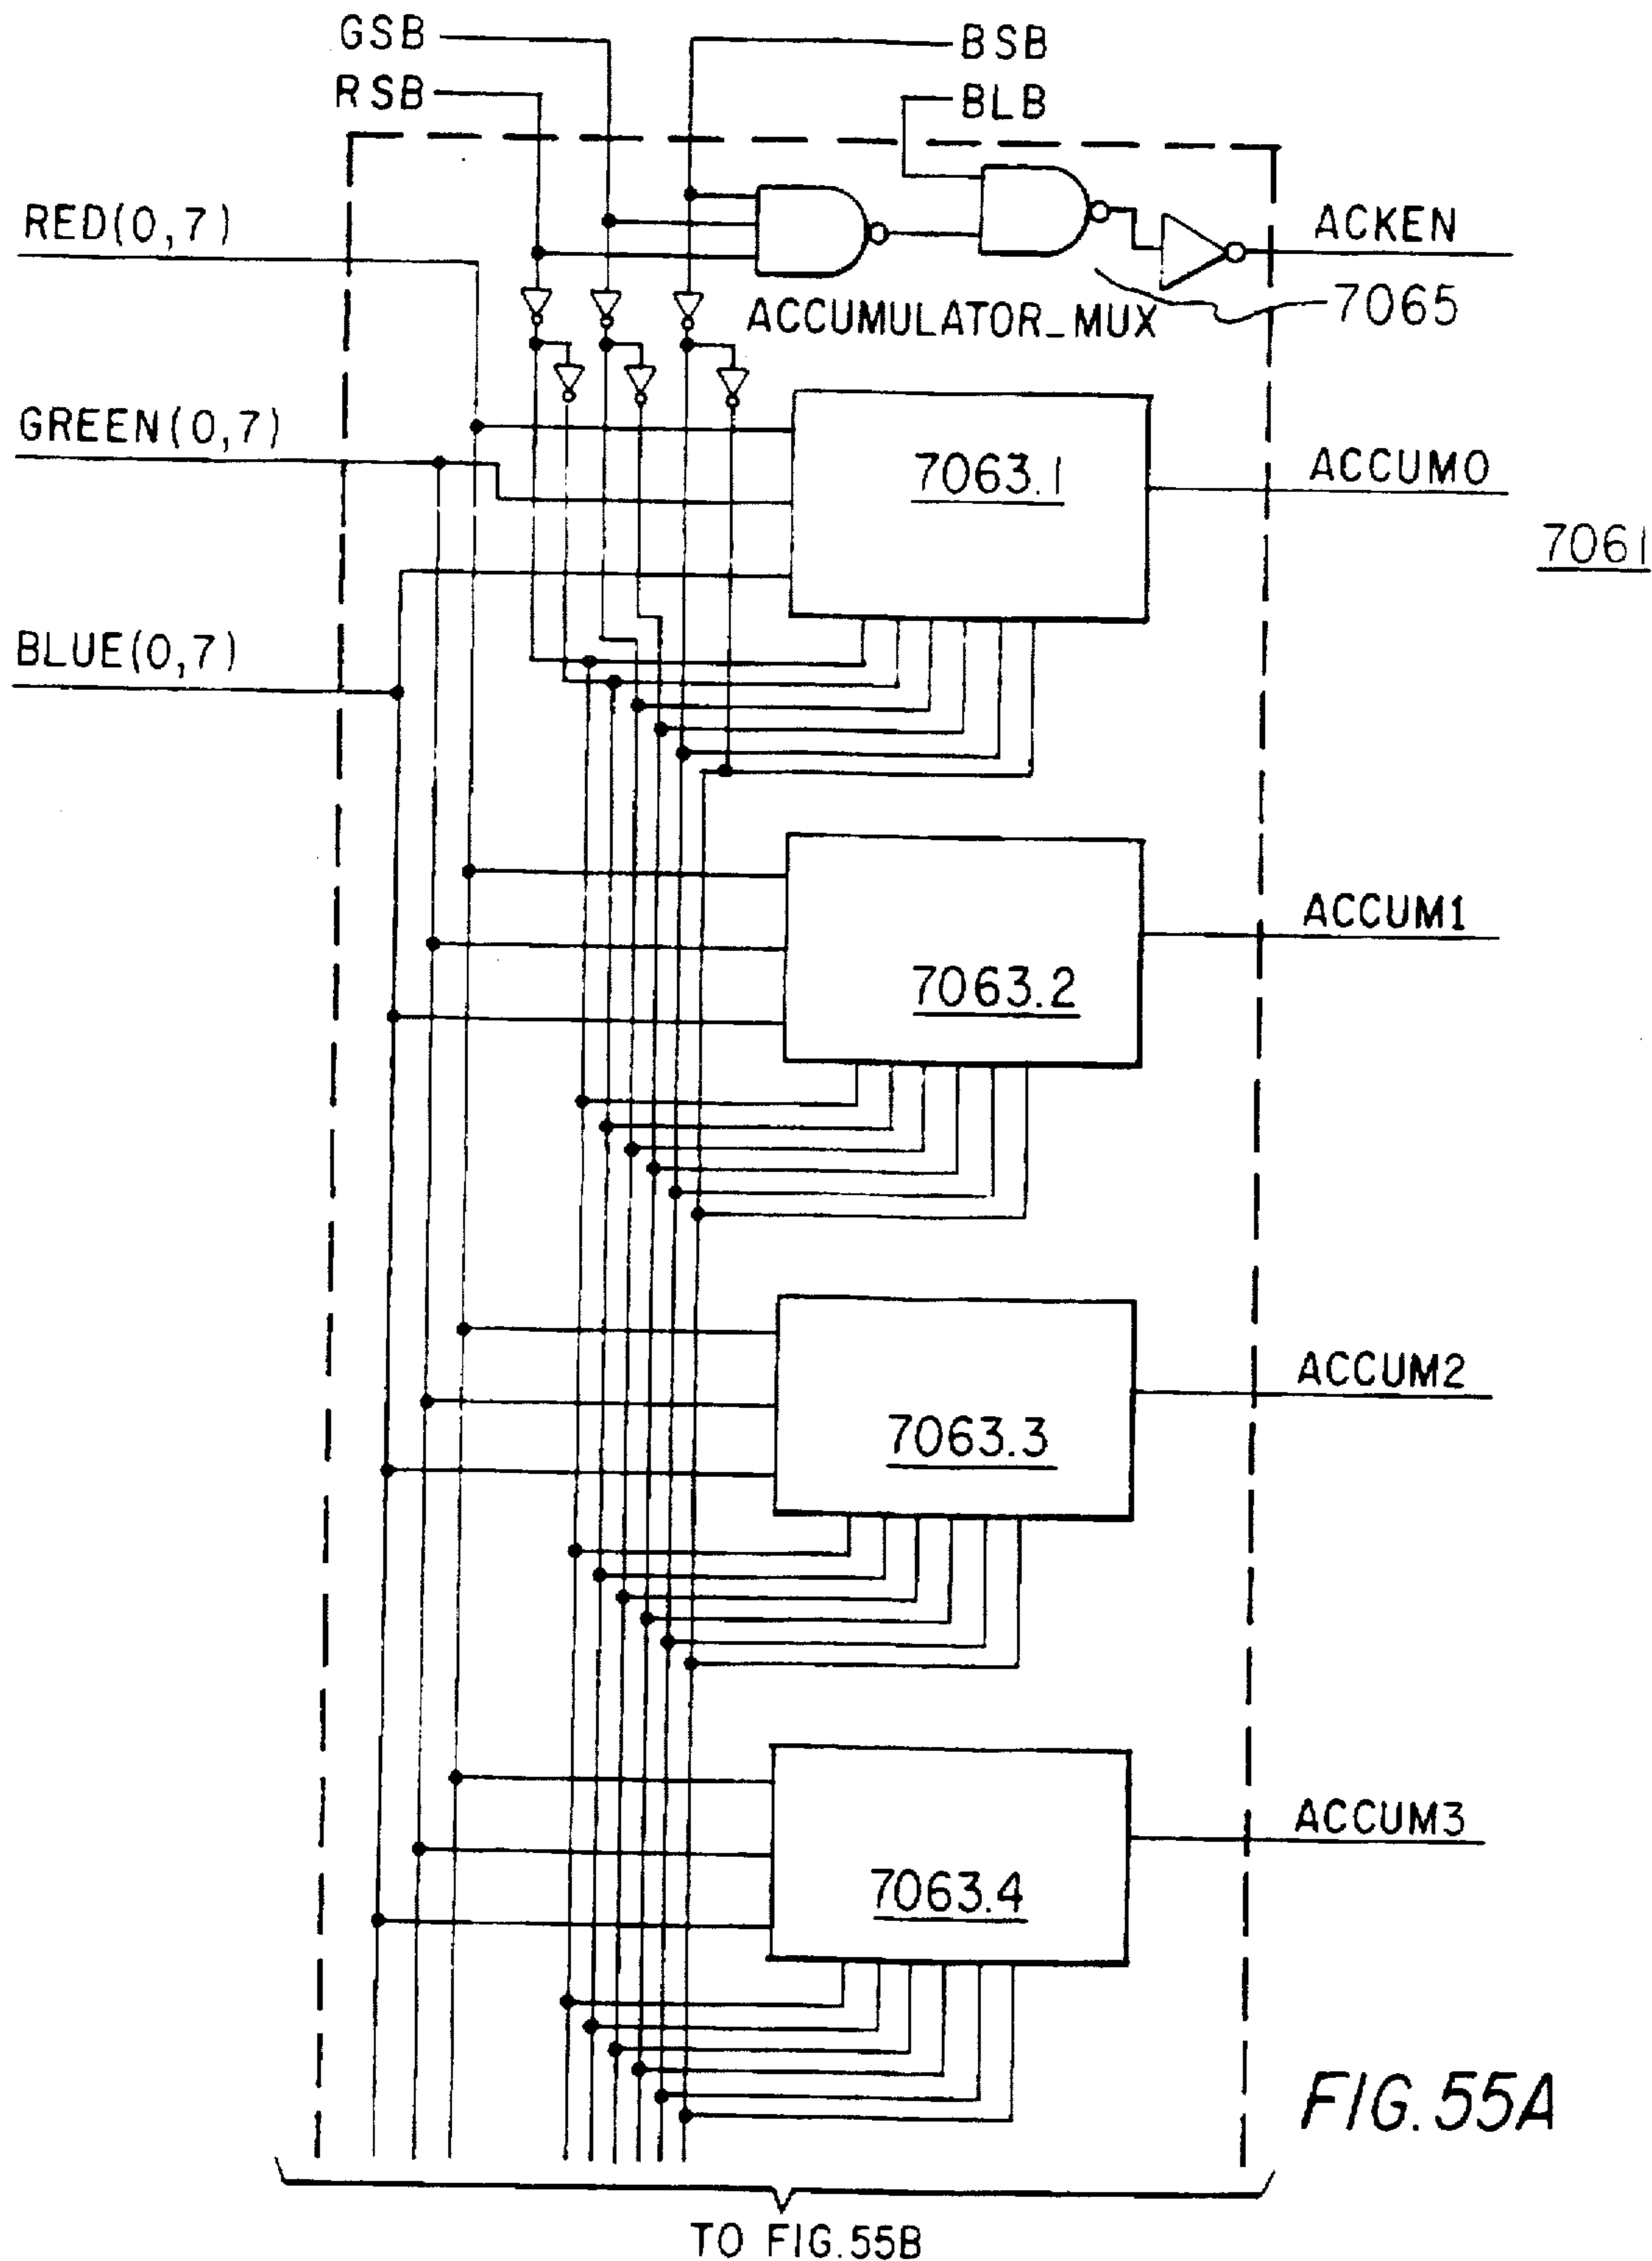 GSB
BSB
RSB
BLB
RED(0,7)
ACKEN
ACCUMULATOR_MUX
7065
GREEN(0,7)
7063.1
ACCUM0
7061
BLUE(0,7)
ACCUM1
7063.2
ACCUM2
7063.3
ACCUM3
7063.4
FIG.55A
TO FIG.55B